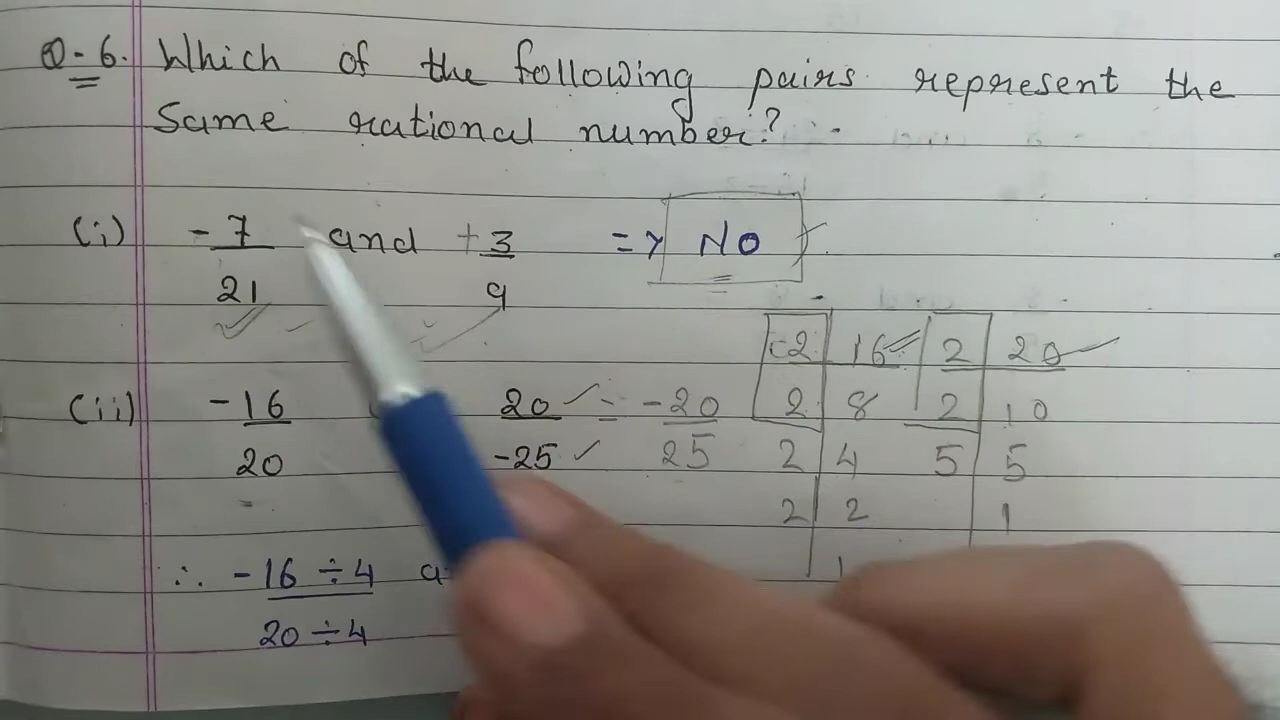 Q-6. Which of the following pairs represent the
same rational number?
(i) -7/21 and +3/9 => NO
(ii) -16/20 20/-25 = -20/25
2 | 16 2 | 20
2 | 8 2 | 10
2 | 4 5 | 5
2 | 2 1
1
∴ -16÷4/20÷4